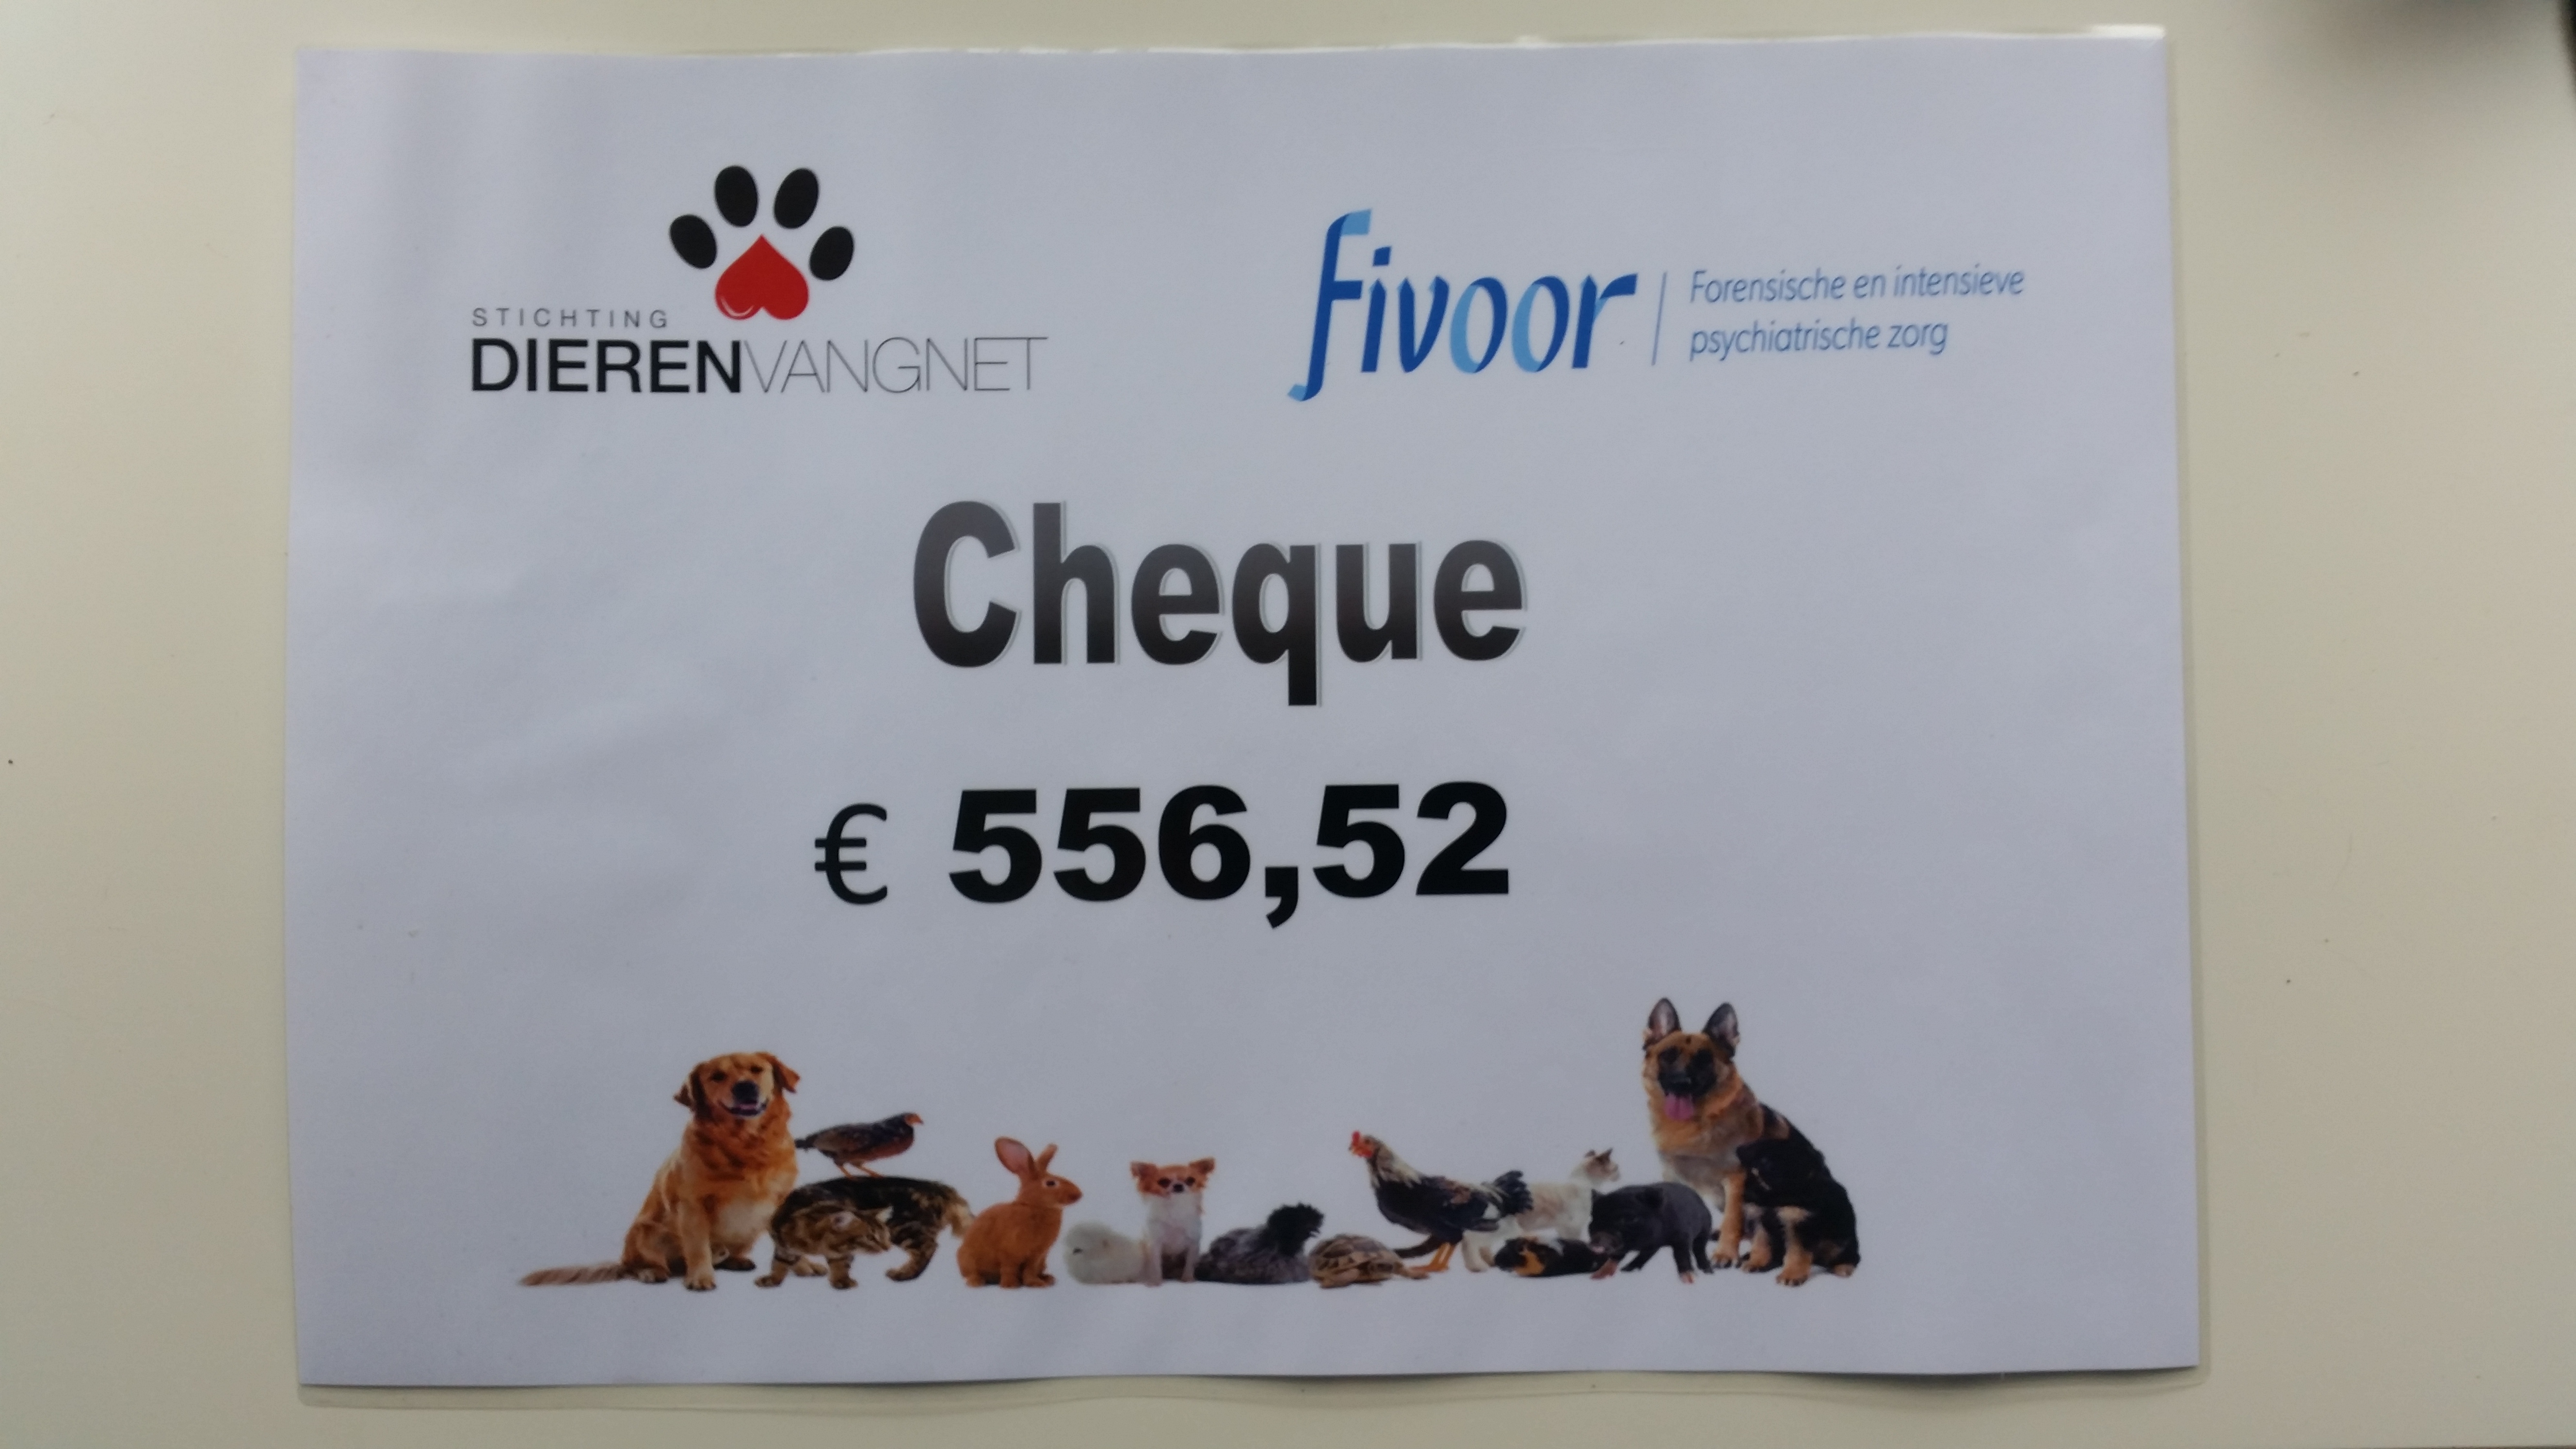 STICHTING
DIERENVANGNET
fivoor
Forensische en intensieve
psychiatrische zorg
Cheque
€ 556,52